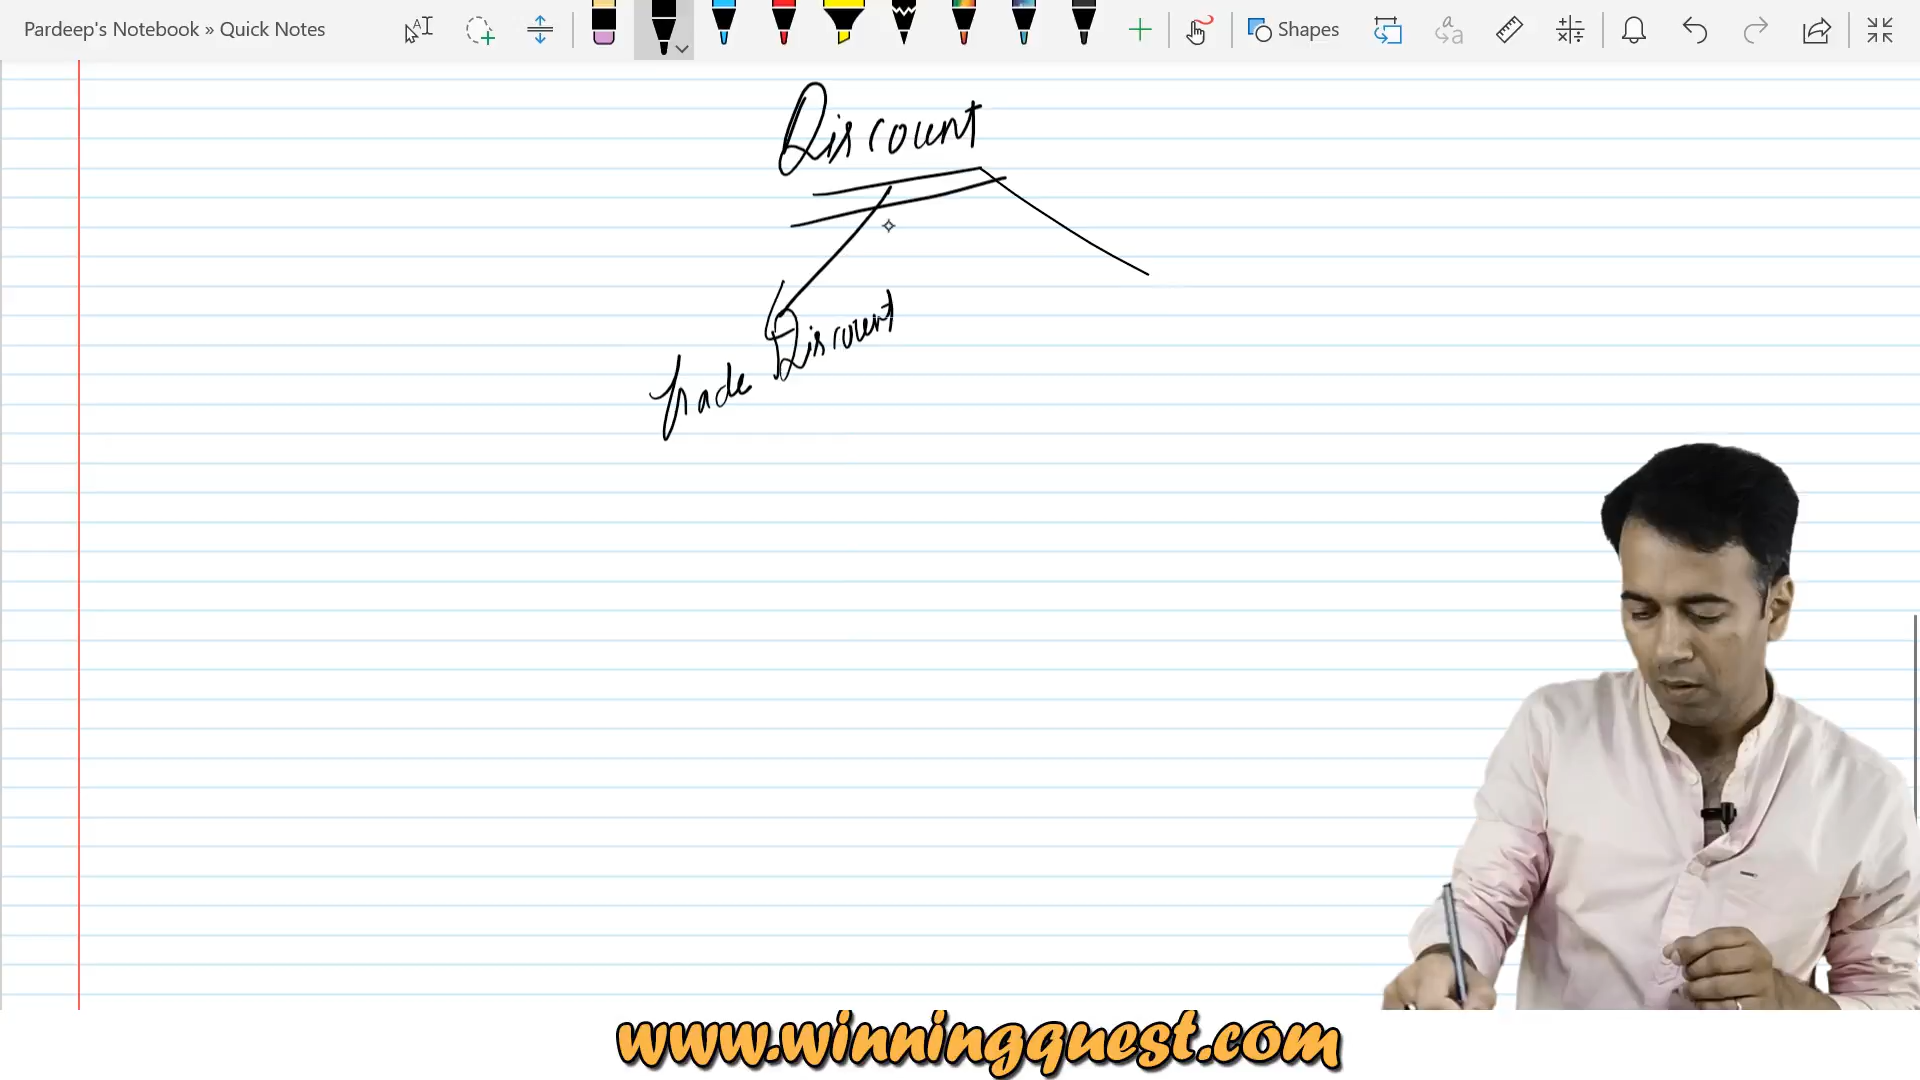 Pardeep's Notebook » Quick Notes
Shapes
Discount
Trade Discount
www.winningquest.com